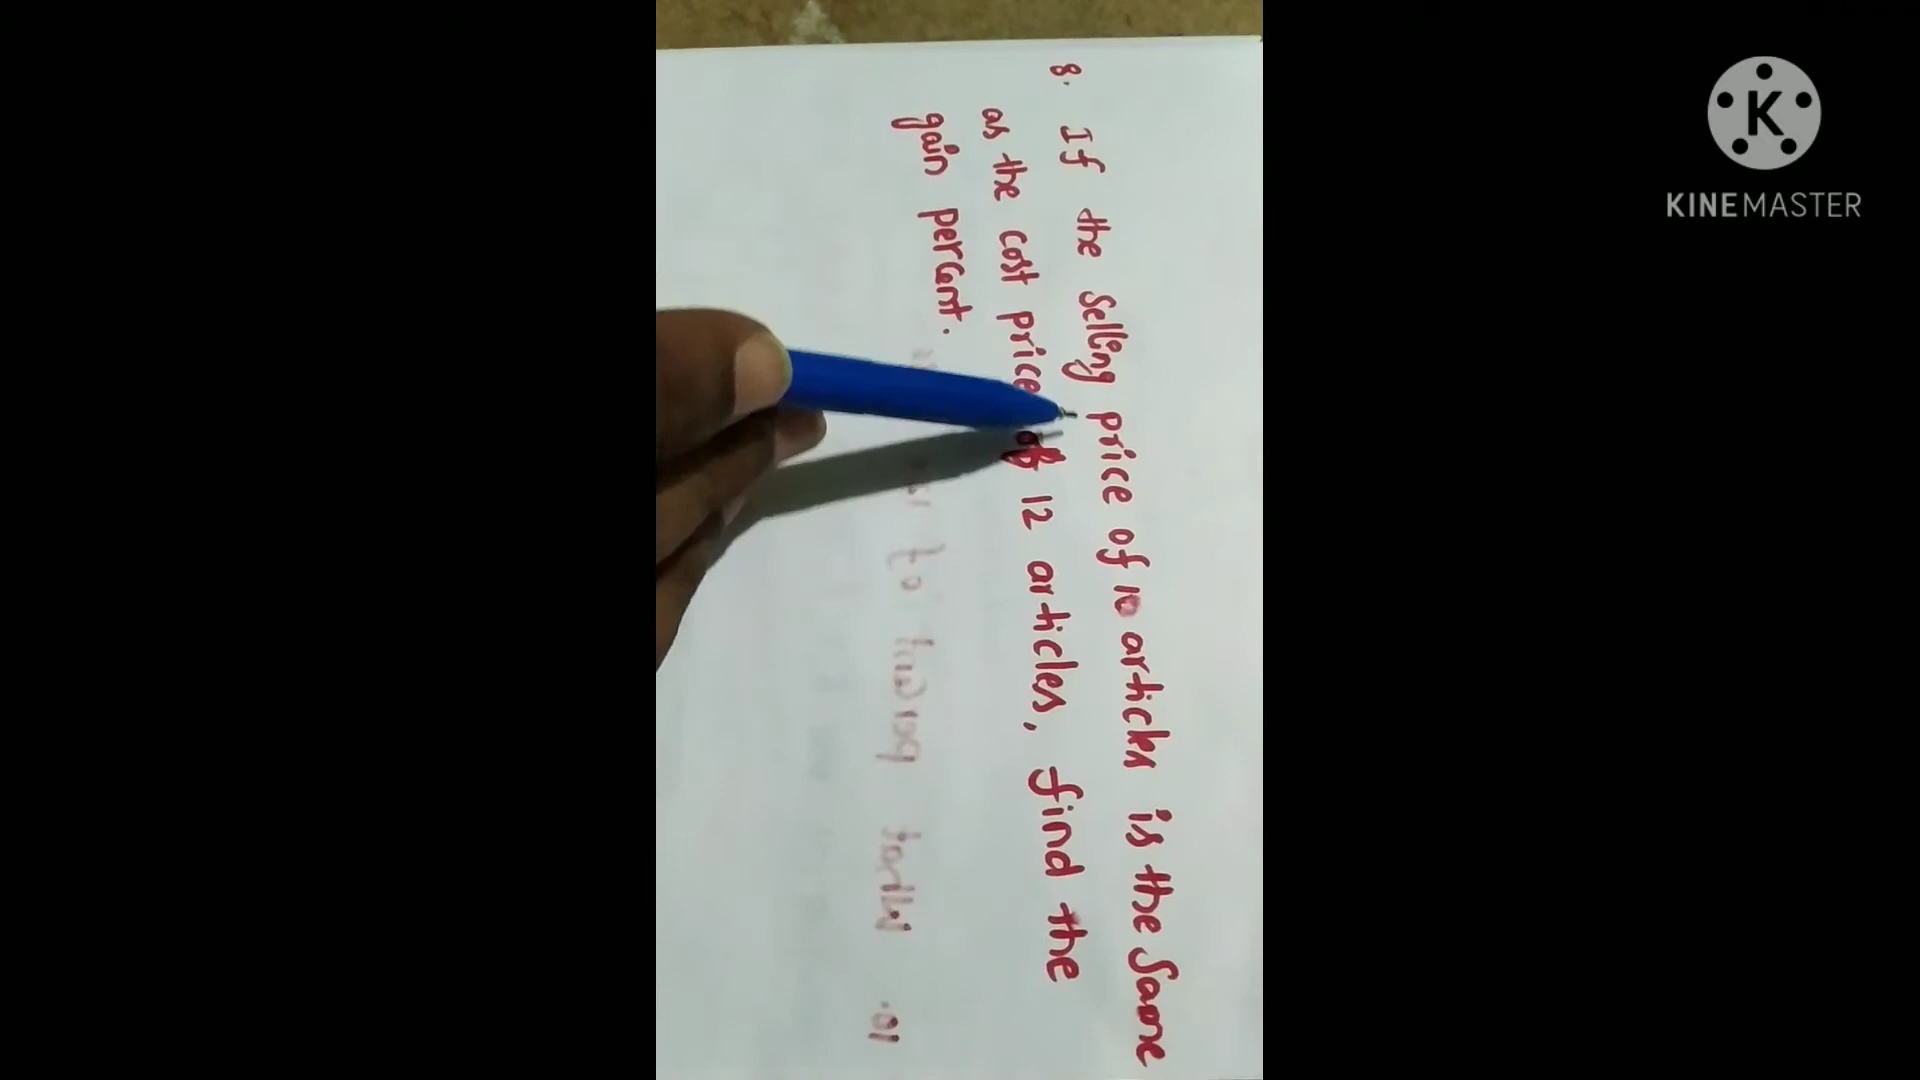 8. If the Selling price of 10 articles is the Same
as the cost price of 12 articles, find the
gain percent.
K
KINEMASTER